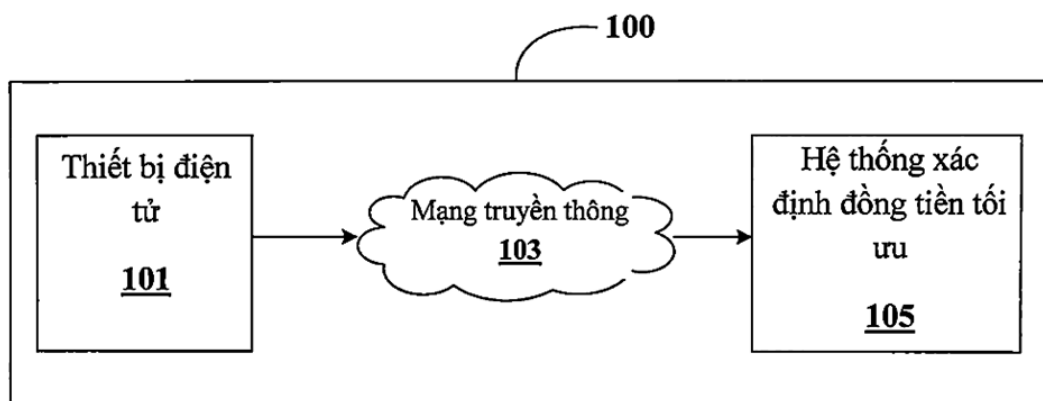 100
Thiết bị điện
tử
101
Mạng truyền thông
103
Hệ thống xác
định đồng tiền tối
ưu
105